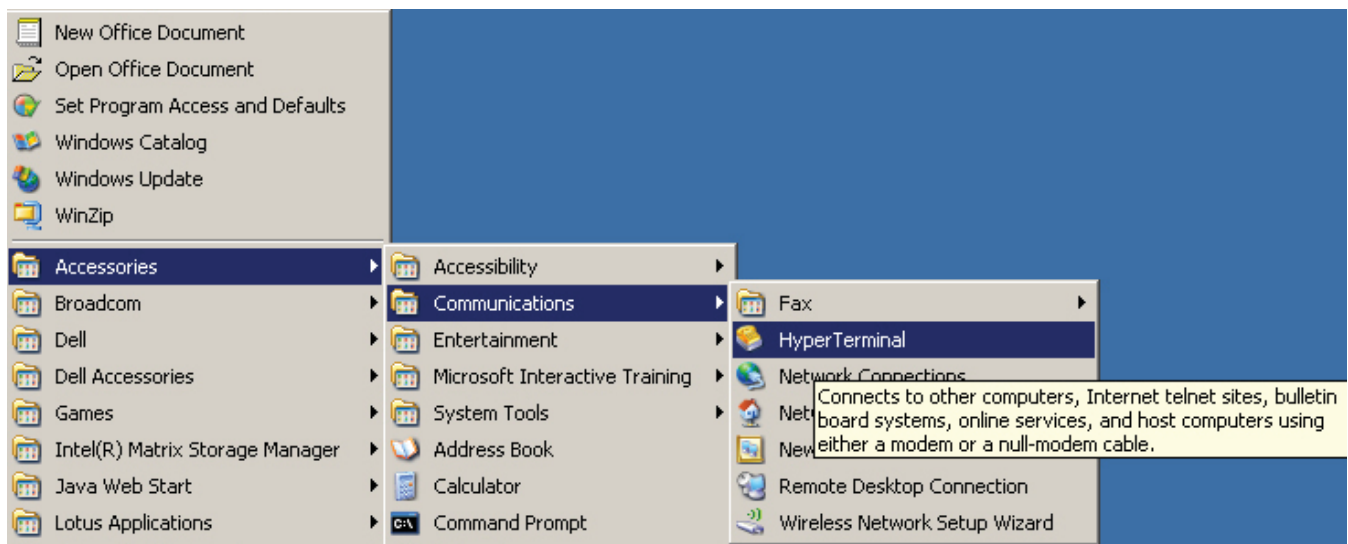 New Office Document
Open Office Document
Set Program Access and Defaults
Windows Catalog
Windows Update
WinZip
Accessories
Broadcom
Dell
Dell Accessories
Games
Intel(R) Matrix Storage Manager
Java Web Start
Lotus Applications
Accessibility
Communications
Entertainment
Microsoft Interactive Training
System Tools
Address Book
Calculator
C:\
Command Prompt
Fax
HyperTerminal
Network Connections
Connects to other computers, Internet telnet sites, bulletin
board systems, online services, and host computers using
either a modem or a null-modem cable.
Remote Desktop Connection
Wireless Network Setup Wizard